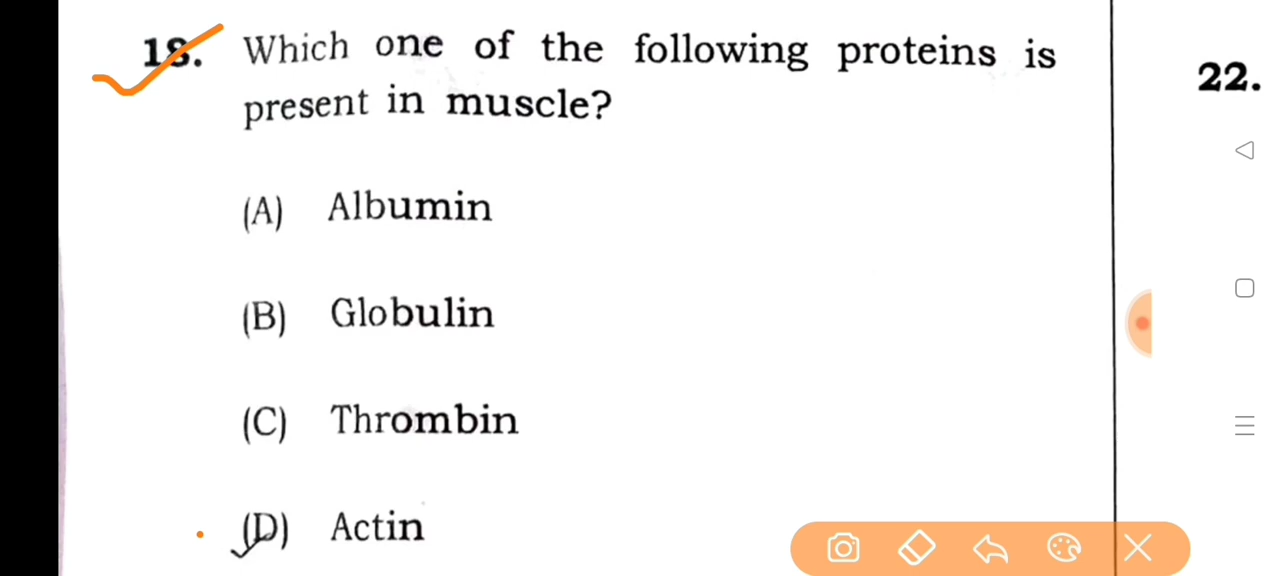 18. Which one of the following proteins is
present in muscle?
(A) Albumin
(B) Globulin
(C) Thrombin
(D) Actin
22.